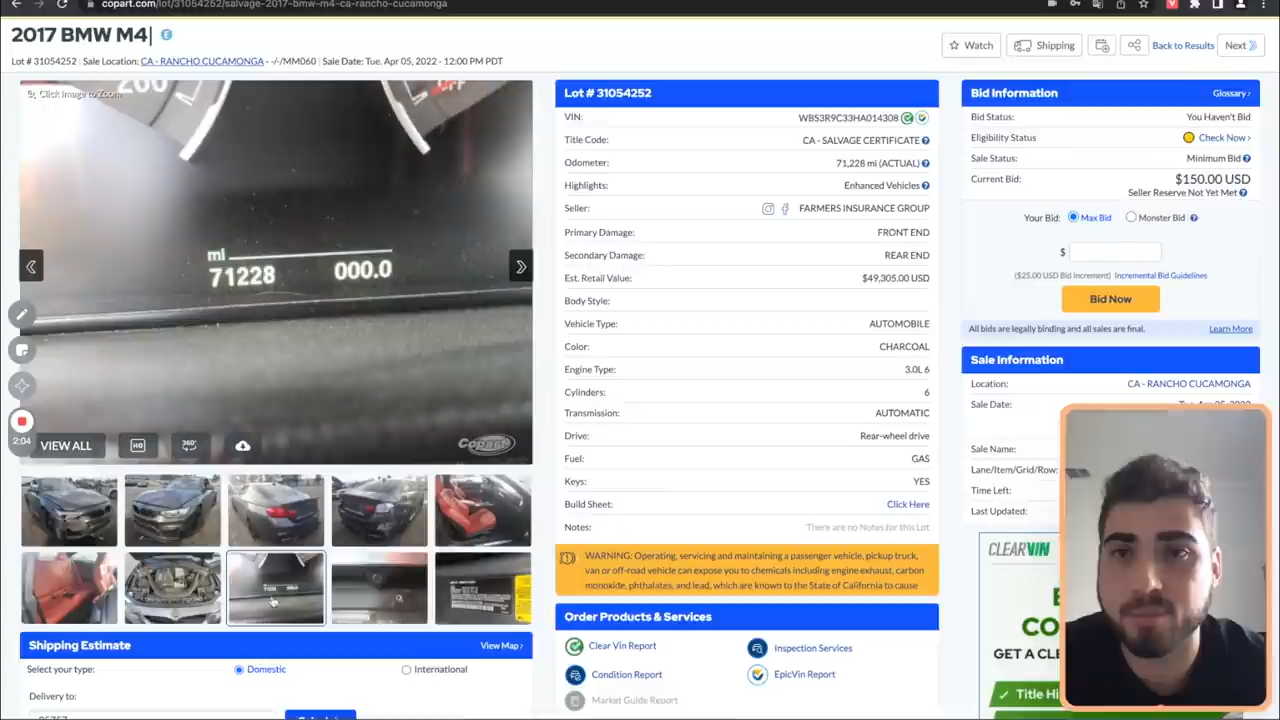 copart.com/lot/31054252/salvage-2017-bmw-m4-ca-rancho-cucamonga
2017 BMW M4
E
Watch
Shipping
Back to Results
Next
Lot # 31054252 | Sale Location: CA - RANCHO CUCAMONGA - -/-/MM060 | Sale Date: Tue. Apr 05, 2022 - 12:00 PM PDT
Click Image to Zoom
200
OFF
mi
71228 000.0
2:04
VIEW ALL
HD
360°
Copart
Lot # 31054252
VIN: WBS3R9C33HA014308
Title Code: CA - SALVAGE CERTIFICATE
Odometer: 71,228 mi (ACTUAL)
Highlights: Enhanced Vehicles
Seller: FARMERS INSURANCE GROUP
Primary Damage: FRONT END
Secondary Damage: REAR END
Est. Retail Value: $49,305.00 USD
Body Style:
Vehicle Type: AUTOMOBILE
Color: CHARCOAL
Engine Type: 3.0L 6
Cylinders: 6
Transmission: AUTOMATIC
Drive: Rear-wheel drive
Fuel: GAS
Keys: YES
Build Sheet: Click Here
Notes: There are no Notes for this Lot
WARNING: Operating, servicing and maintaining a passenger vehicle, pickup truck,
van or off-road vehicle can expose you to chemicals including engine exhaust, carbon
monoxide, phthalates, and lead, which are known to the State of California to cause
Order Products & Services
Clear Vin Report
Inspection Services
Condition Report
EpicVin Report
Market Guide Report
Bid Information
Glossary
Bid Status: You Haven't Bid
Eligibility Status Check Now
Sale Status: Minimum Bid
Current Bid: $150.00 USD
Seller Reserve Not Yet Met
Your Bid: Max Bid Monster Bid
$
($25.00 USD Bid Increment) Incremental Bid Guidelines
Bid Now
All bids are legally binding and all sales are final. Learn More
Sale Information
Location: CA - RANCHO CUCAMONGA
Sale Date:
Sale Name:
Lane/Item/Grid/Row:
Time Left:
Last Updated:
CLEARVIN
GET A CLE
Title Hi
Shipping Estimate
View Map
Select your type: Domestic International
Delivery to: